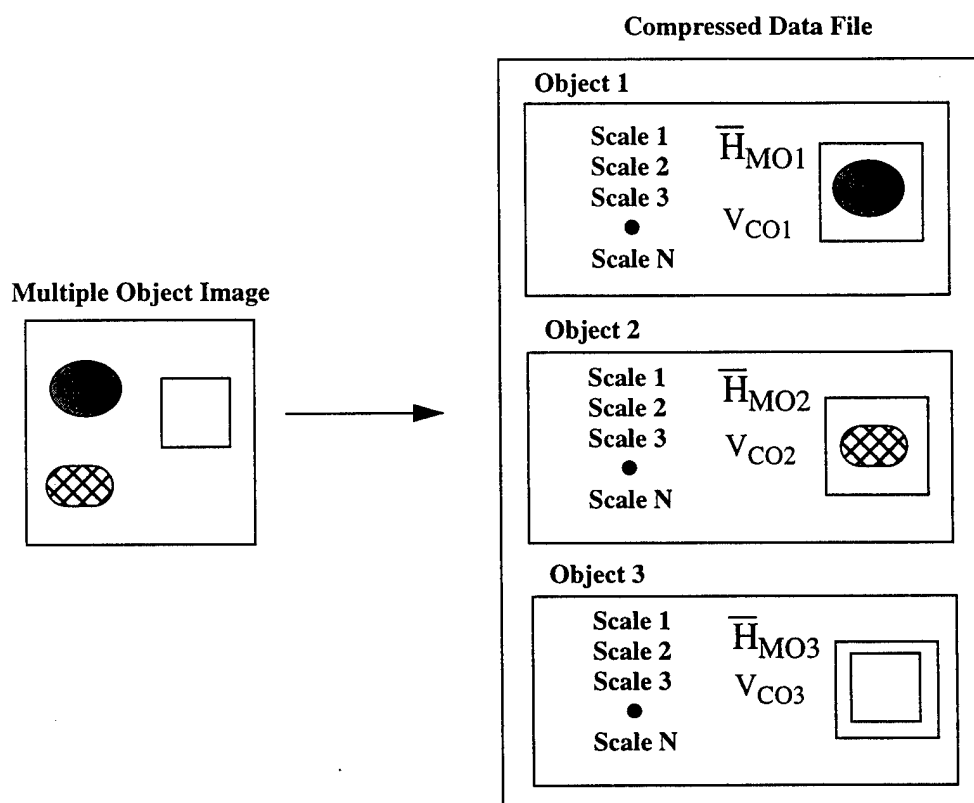 Compressed Data File
Object 1
Scale 1
Scale 2
Scale 3
Scale N
H̅MO1
VCO1
Multiple Object Image
Object 2
Scale 1
Scale 2
Scale 3
Scale N
H̅MO2
VCO2
Object 3
Scale 1
Scale 2
Scale 3
Scale N
H̅MO3
VCO3